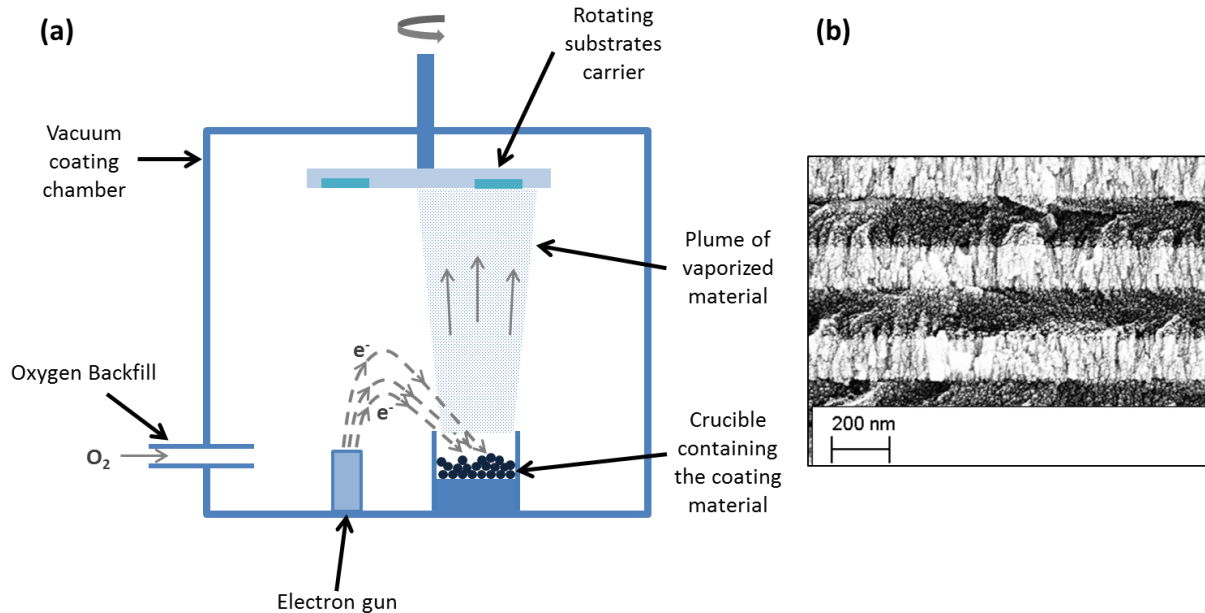 (a)
Rotating
substrates
carrier
(b)
Vacuum
coating
chamber
Plume of
vaporized
material
e-
e-
Oxygen Backfill
O₂
Crucible
containing
the coating
material
200 nm
Electron gun